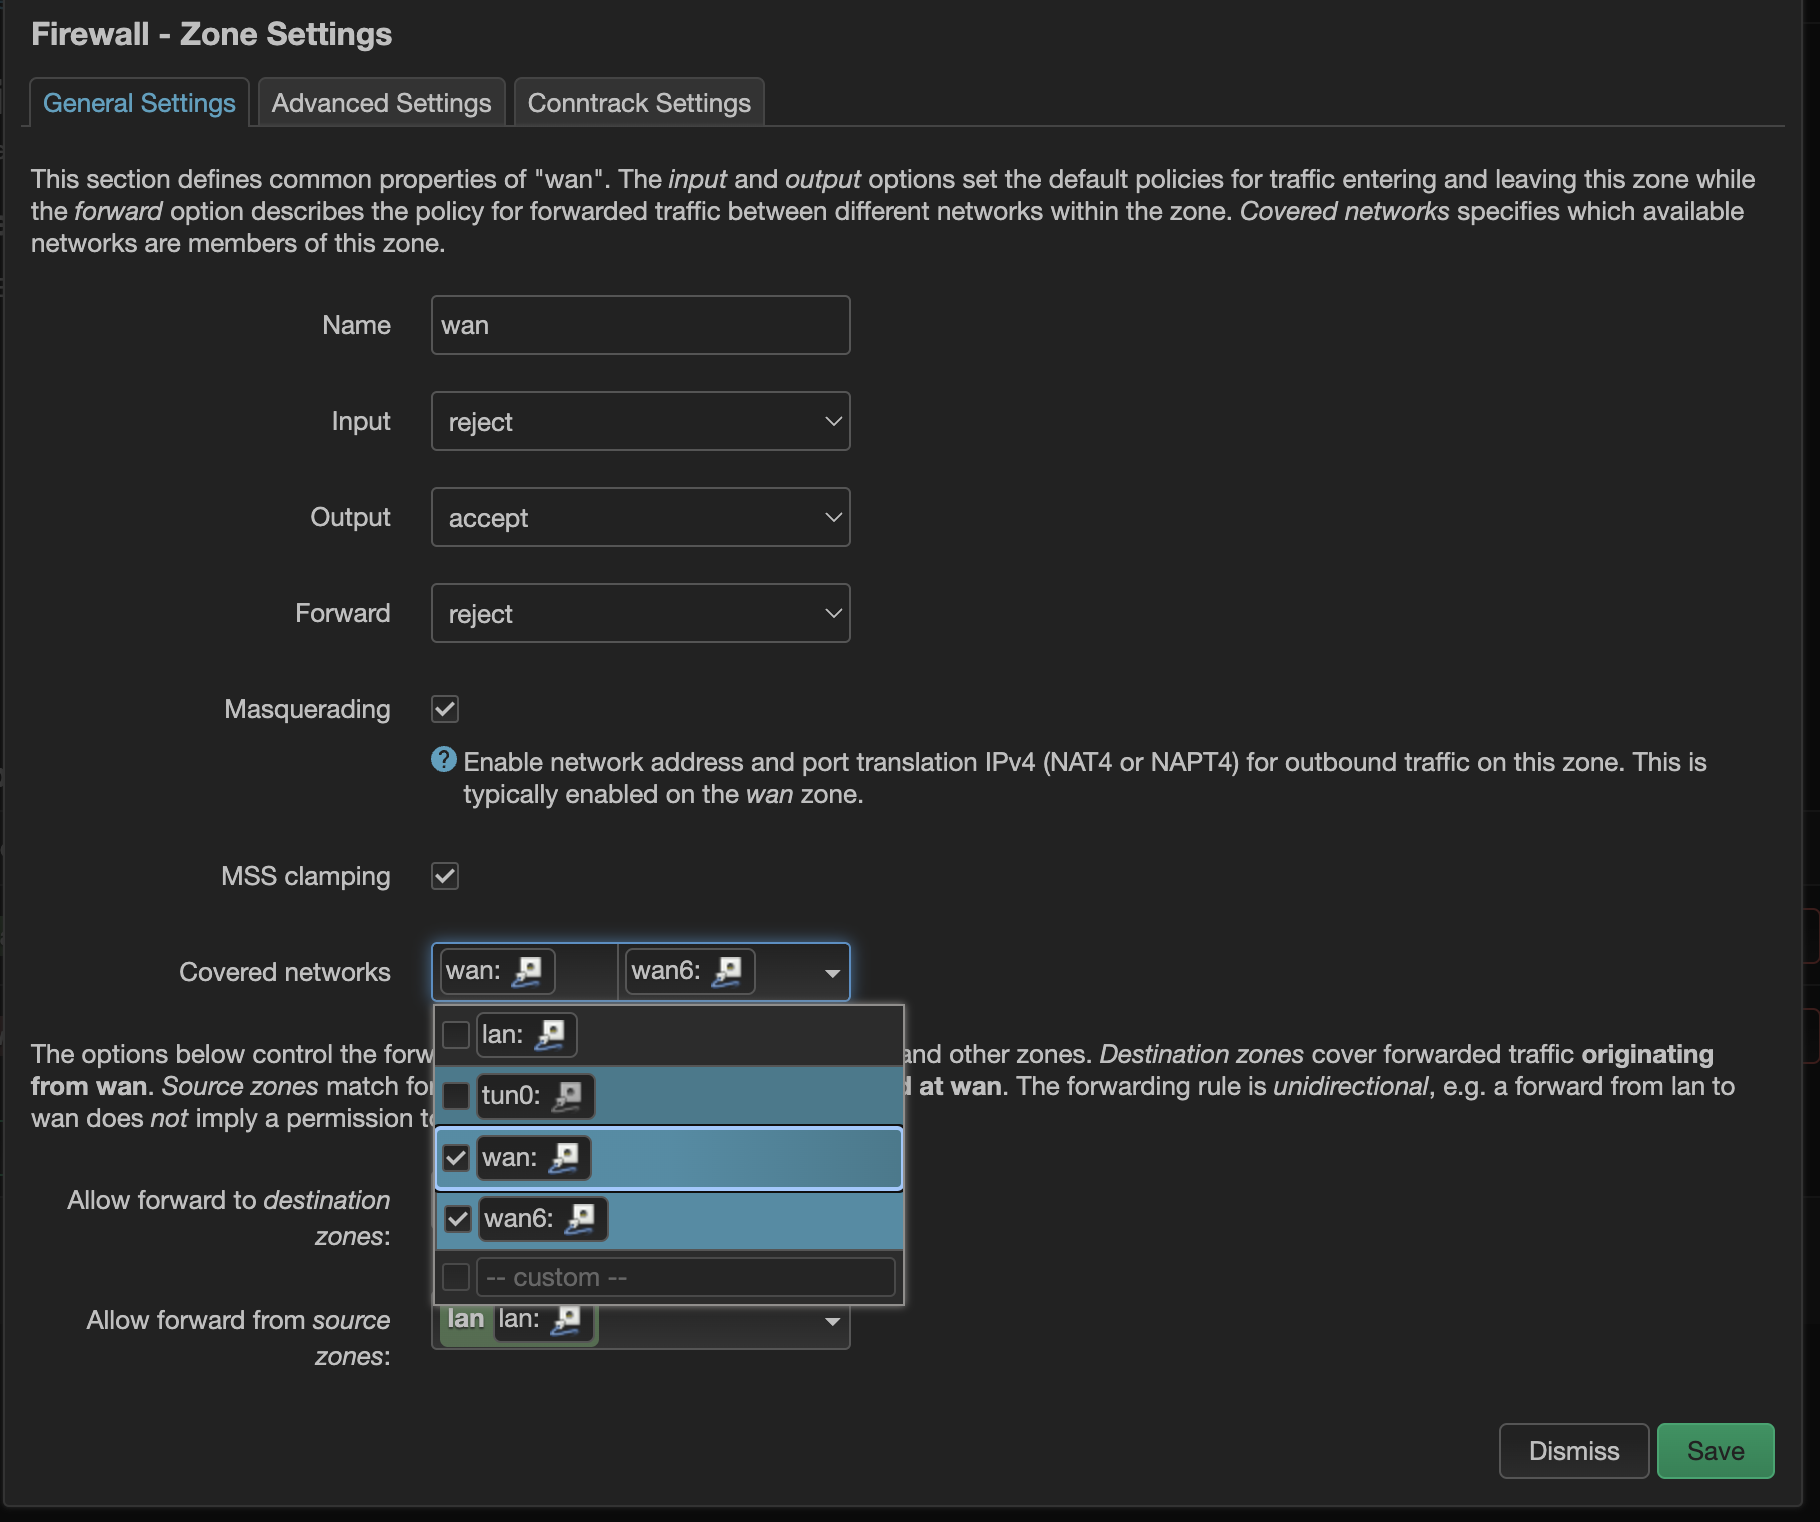 Firewall - Zone Settings
General Settings
Advanced Settings
Conntrack Settings
This section defines common properties of "wan". The input and output options set the default policies for traffic entering and leaving this zone while
the forward option describes the policy for forwarded traffic between different networks within the zone. Covered networks specifies which available
networks are members of this zone.
Name
wan
Input
reject
Output
accept
Forward
reject
Masquerading
Enable network address and port translation IPv4 (NAT4 or NAPT4) for outbound traffic on this zone. This is
typically enabled on the wan zone.
MSS clamping
Covered networks
wan:
wan6:
lan:
tun0:
wan:
wan6:
-- custom --
The options below control the forw and other zones. Destination zones cover forwarded traffic originating
from wan. Source zones match for at wan. The forwarding rule is unidirectional, e.g. a forward from lan to
wan does not imply a permission to
Allow forward to destination
zones:
Allow forward from source
zones:
lan lan:
Dismiss
Save